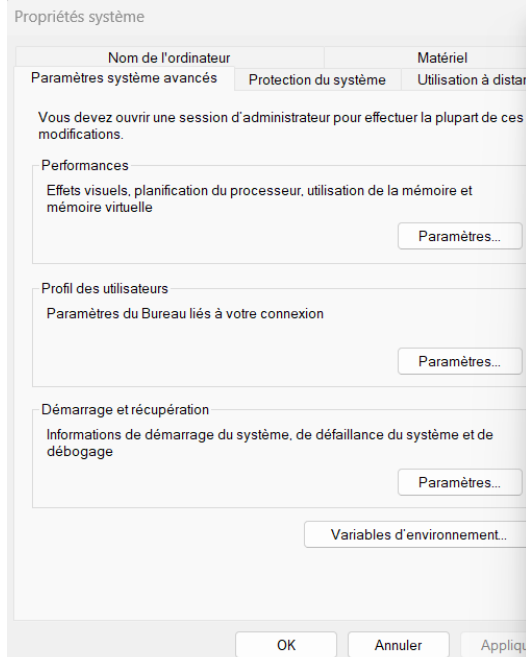 Propriétés système
Nom de l'ordinateur Matériel
Paramètres système avancés Protection du système Utilisation à distan
Vous devez ouvrir une session d’administrateur pour effectuer la plupart de ces
modifications.
Performances
Effets visuels, planification du processeur, utilisation de la mémoire et
mémoire virtuelle
Paramètres...
Profil des utilisateurs
Paramètres du Bureau liés à votre connexion
Paramètres...
Démarrage et récupération
Informations de démarrage du système, de défaillance du système et de
débogage
Paramètres...
Variables d’environnement...
OK Annuler Appliqu